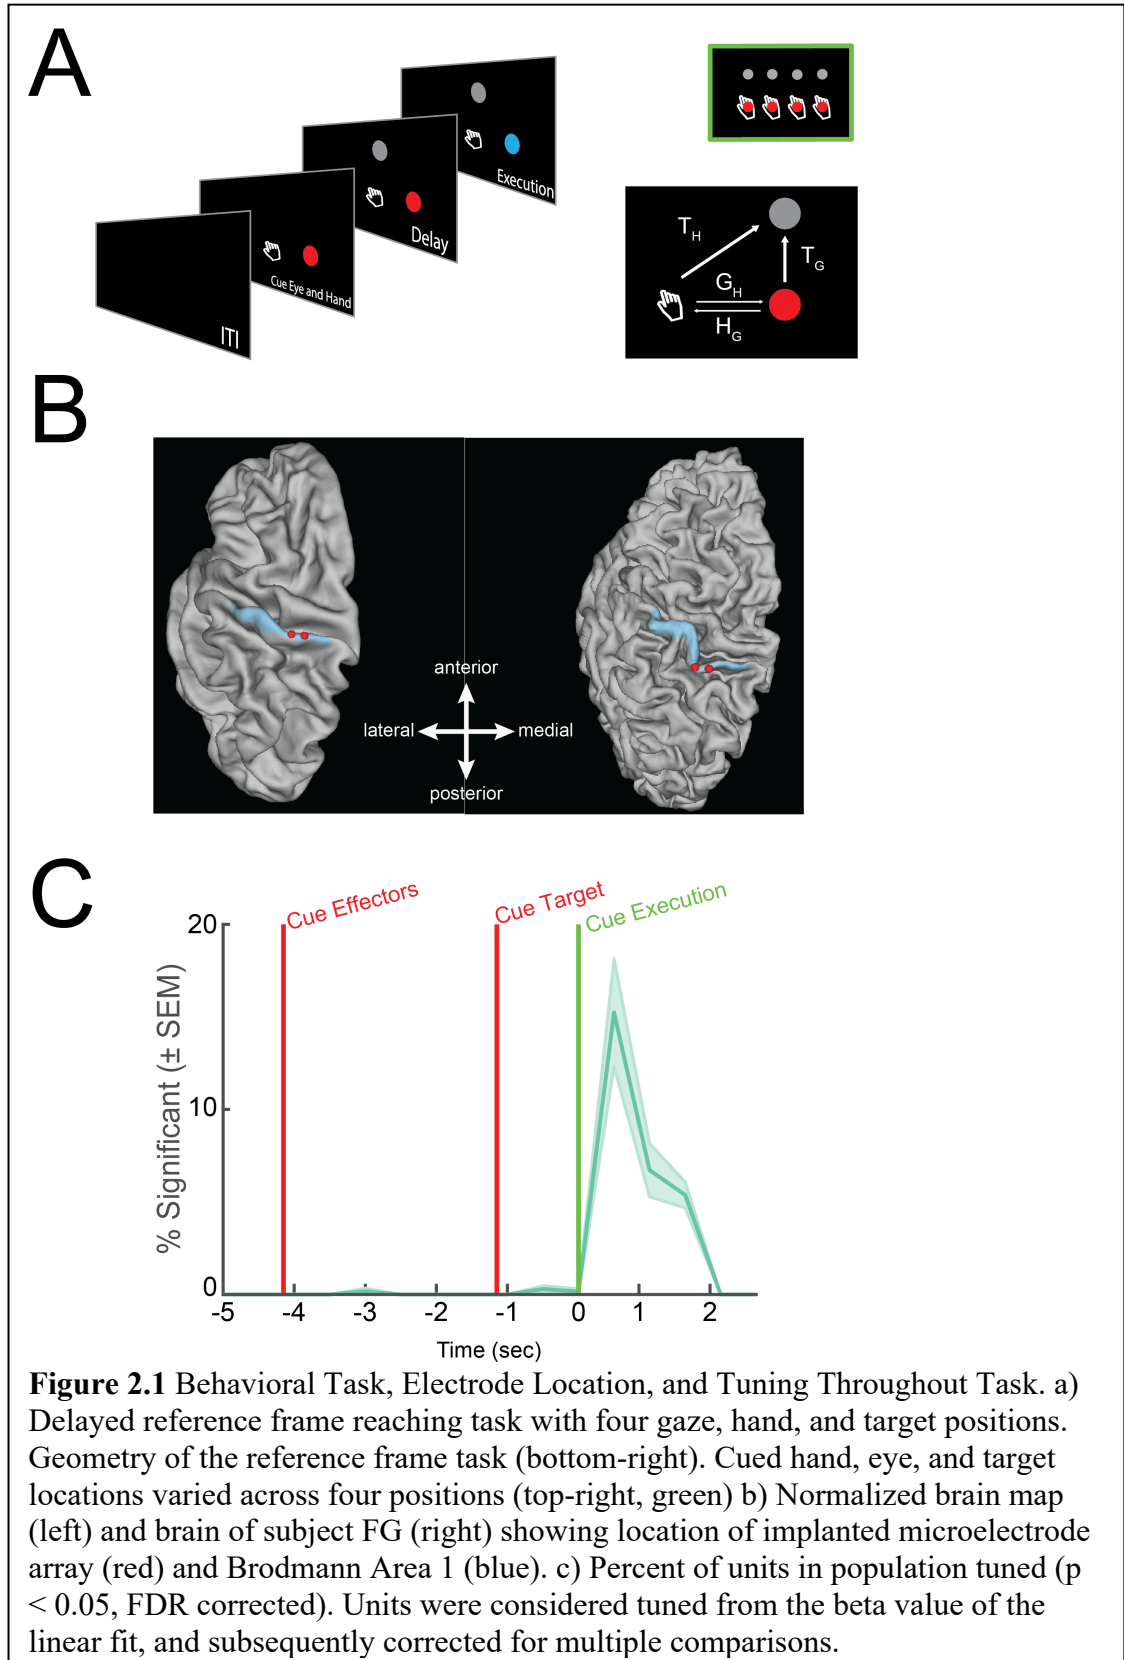 A
ITI
Cue Eye and Hand
Delay
Execution
T_H
T_G
G_H
H_G
B
anterior
lateral
medial
posterior
C
Cue Effectors
Cue Target
Cue Execution
% Significant (± SEM)
20
10
0
-5 -4 -3 -2 -1 0 1 2
Time (sec)
Figure 2.1 Behavioral Task, Electrode Location, and Tuning Throughout Task. a)
Delayed reference frame reaching task with four gaze, hand, and target positions.
Geometry of the reference frame task (bottom-right). Cued hand, eye, and target
locations varied across four positions (top-right, green) b) Normalized brain map
(left) and brain of subject FG (right) showing location of implanted microelectrode
array (red) and Brodmann Area 1 (blue). c) Percent of units in population tuned (p
< 0.05, FDR corrected). Units were considered tuned from the beta value of the
linear fit, and subsequently corrected for multiple comparisons.